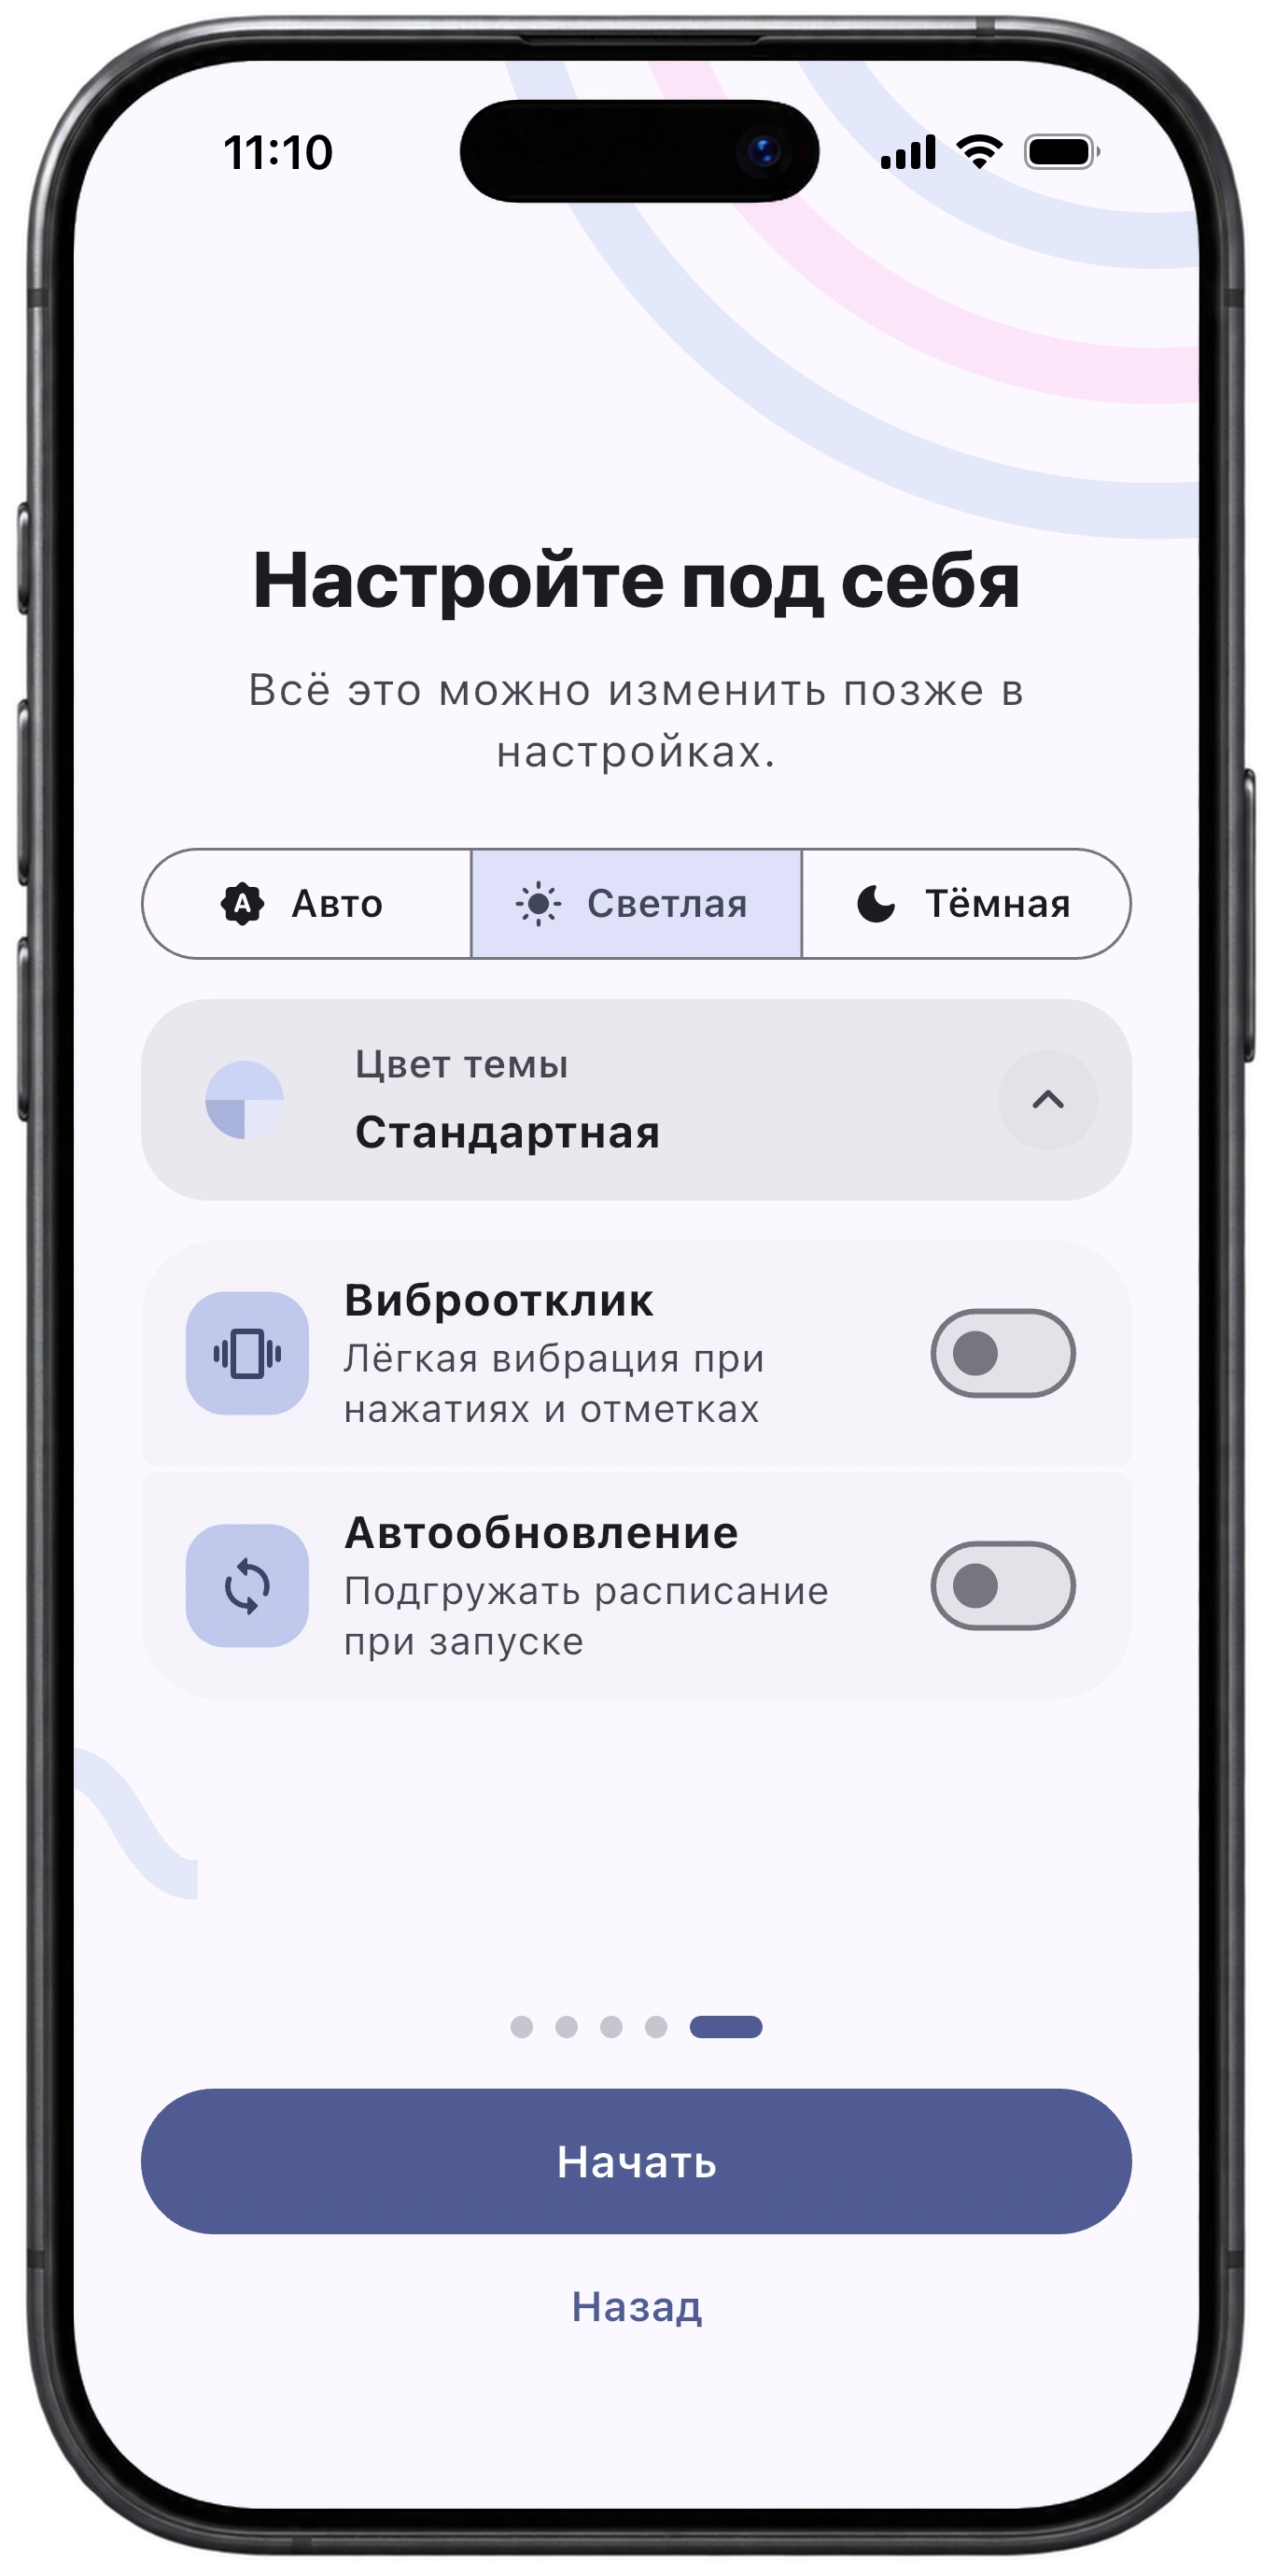 11:10
Настройте под себя
Всё это можно изменить позже в
настройках.
A Авто Светлая Тёмная
Цвет темы
Стандартная
Виброотклик
Лёгкая вибрация при
нажатиях и отметках
Автообновление
Подгружать расписание
при запуске
Начать
Назад